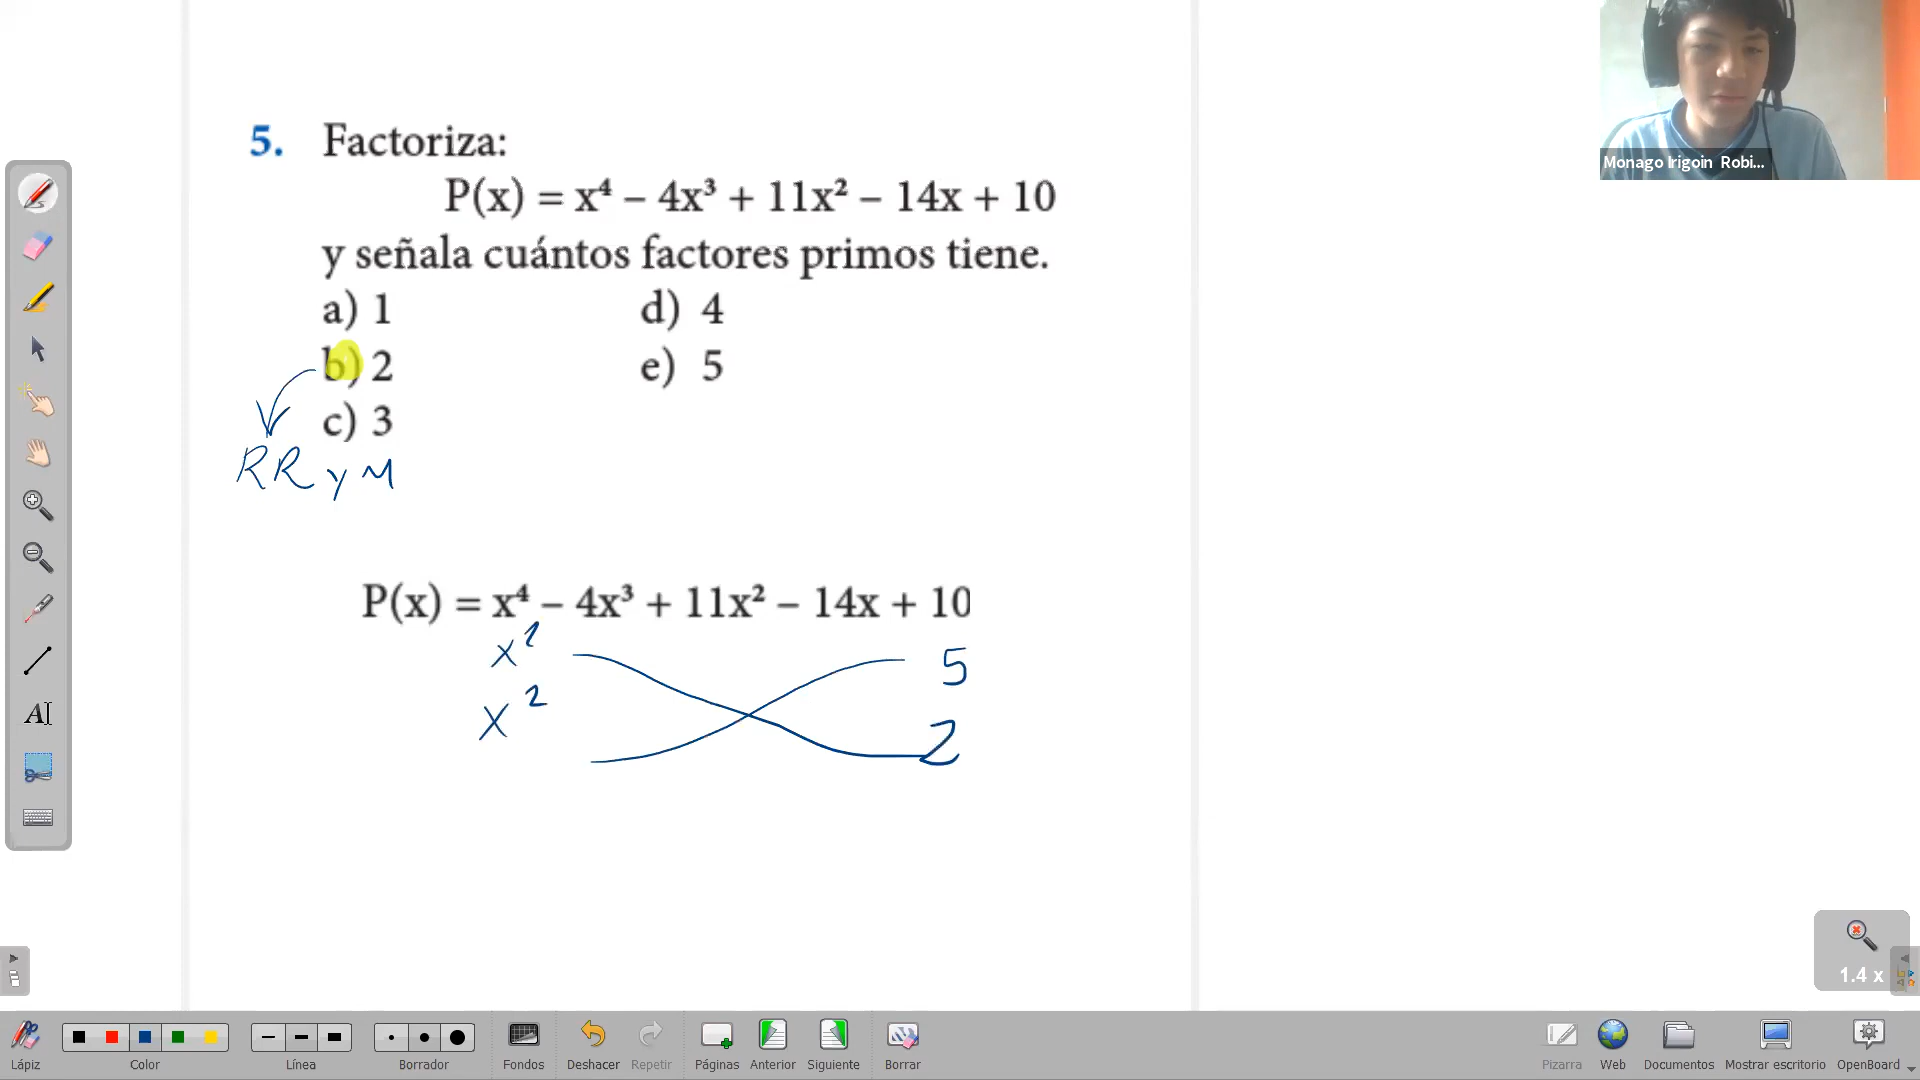 Monago Irigoin Robi...
5. Factoriza:
P(x) = x⁴ – 4x³ + 11x² – 14x + 10
y señala cuántos factores primos tiene.
a) 1
d) 4
b) 2
e) 5
c) 3
RR y M
P(x) = x⁴ – 4x³ + 11x² – 14x + 10
x² 5
x² 2
A
1.4 x
Lápiz
Color
Línea
Borrador
Fondos
Deshacer
Repetir
Páginas
Anterior
Siguiente
Borrar
Pizarra
Web
Documentos
Mostrar escritorio
OpenBoard